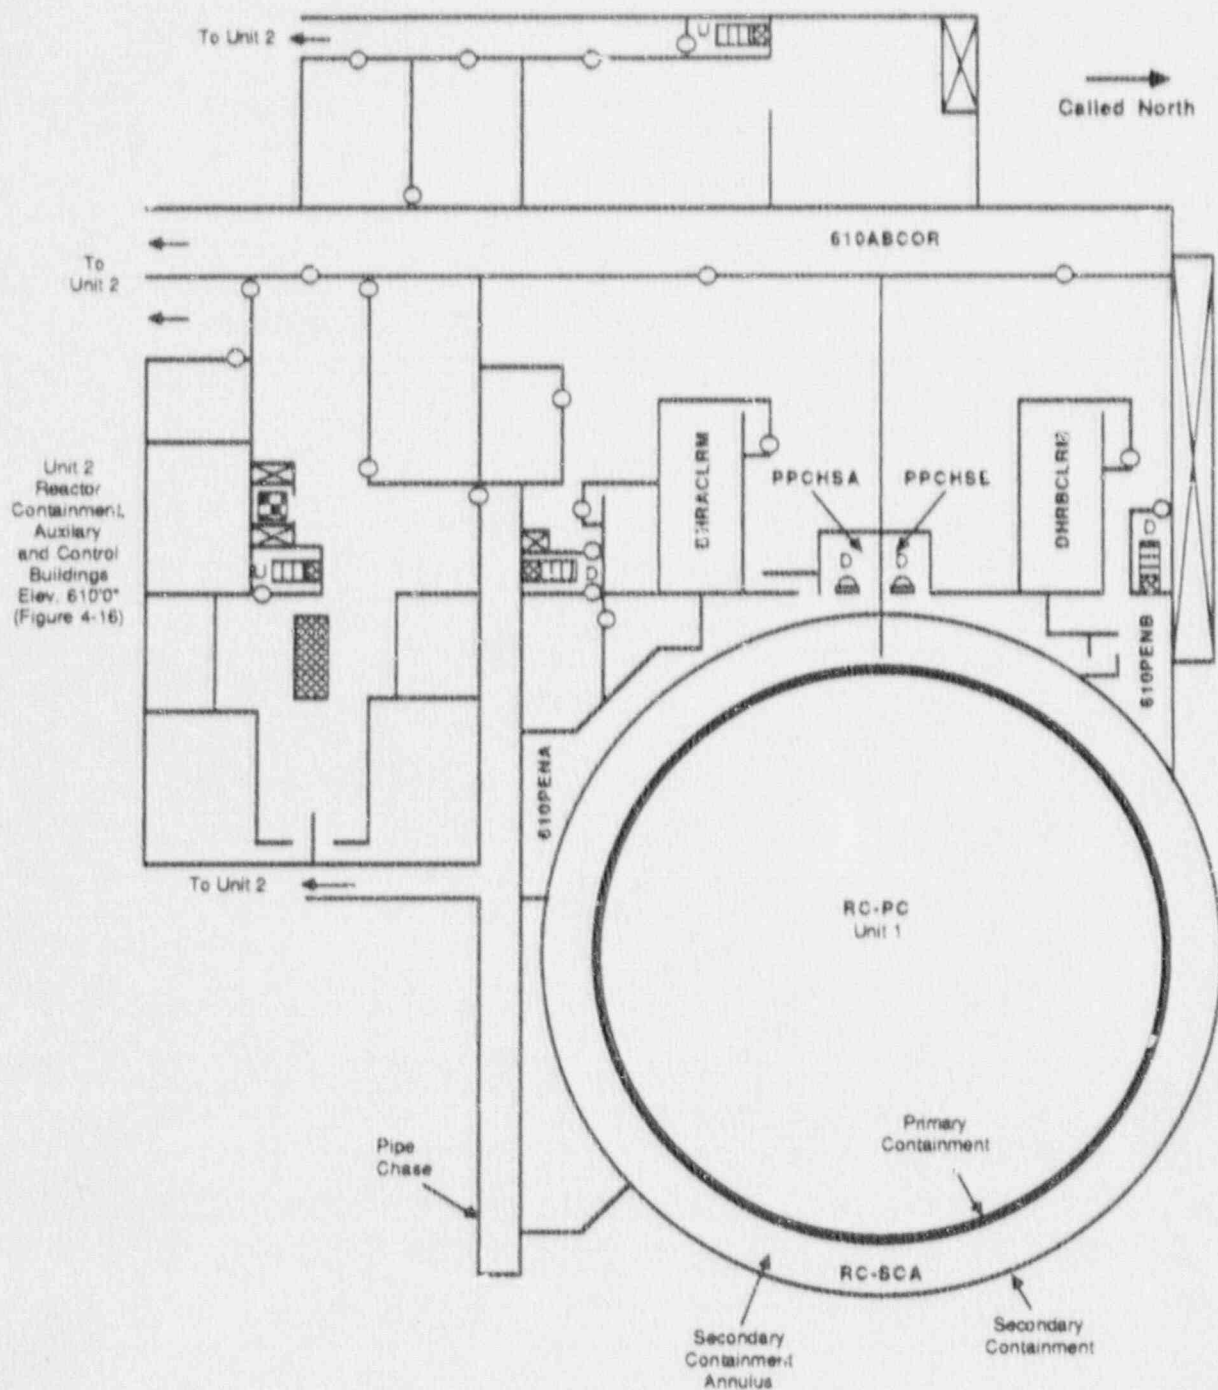 To Unit 2
U
Called North
610ABCOR
To
Unit 2
DHRACLRM
PPCHSA
PPCHSE
Unit 2
Reactor
Containment,
Auxilary
and Control
Buildings
Elev. 610'0"
(Figure 4-16)
D
D
D
U
D
610PENB
610PENA
To Unit 2
RC-PC
Unit 1
Primary
Containment
Pipe
Chase
RC-SCA
Secondary
Containment
Annulus
Secondary
Containment